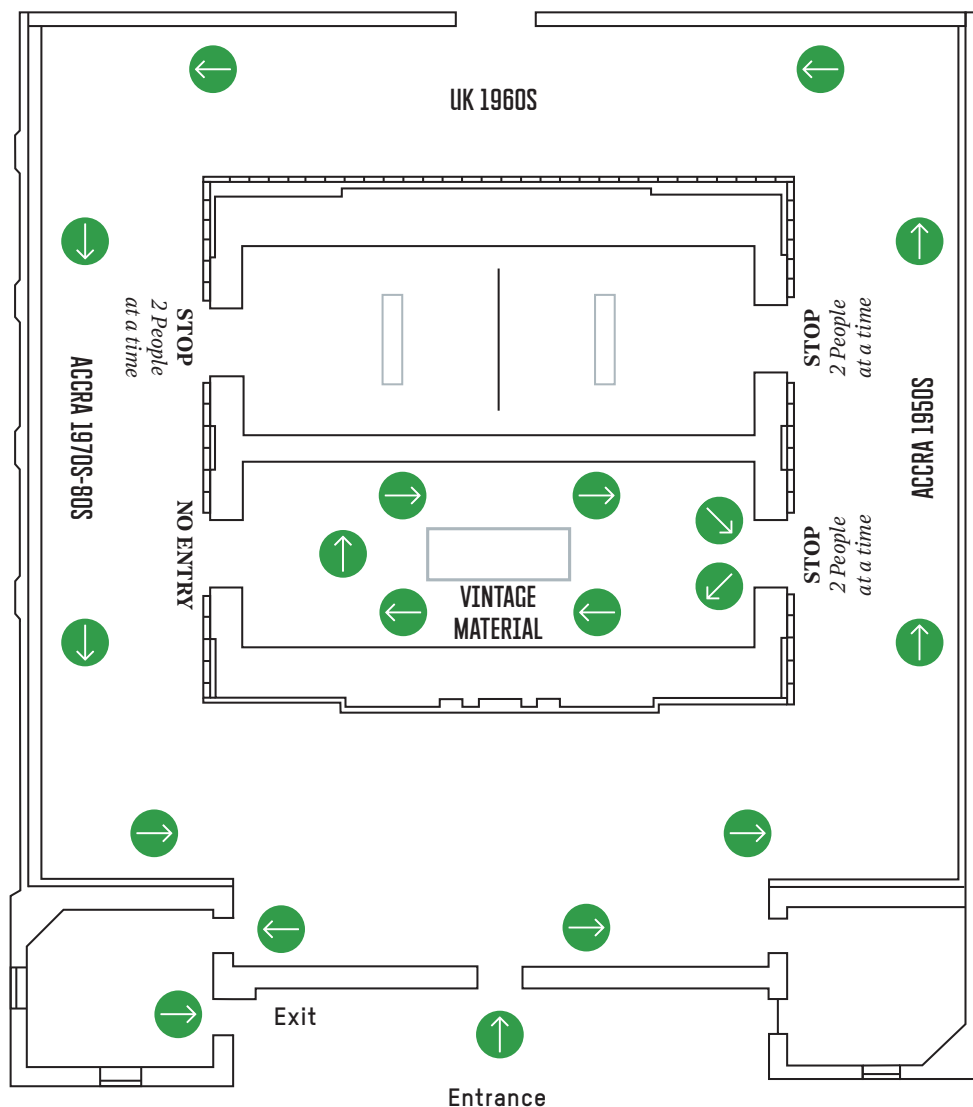 UK 1960S
STOP
2 People
at a time
STOP
2 People
at a time
ACCRA 1970S-80S
ACCRA 1950S
NO ENTRY
STOP
2 People
at a time
VINTAGE
MATERIAL
Exit
Entrance